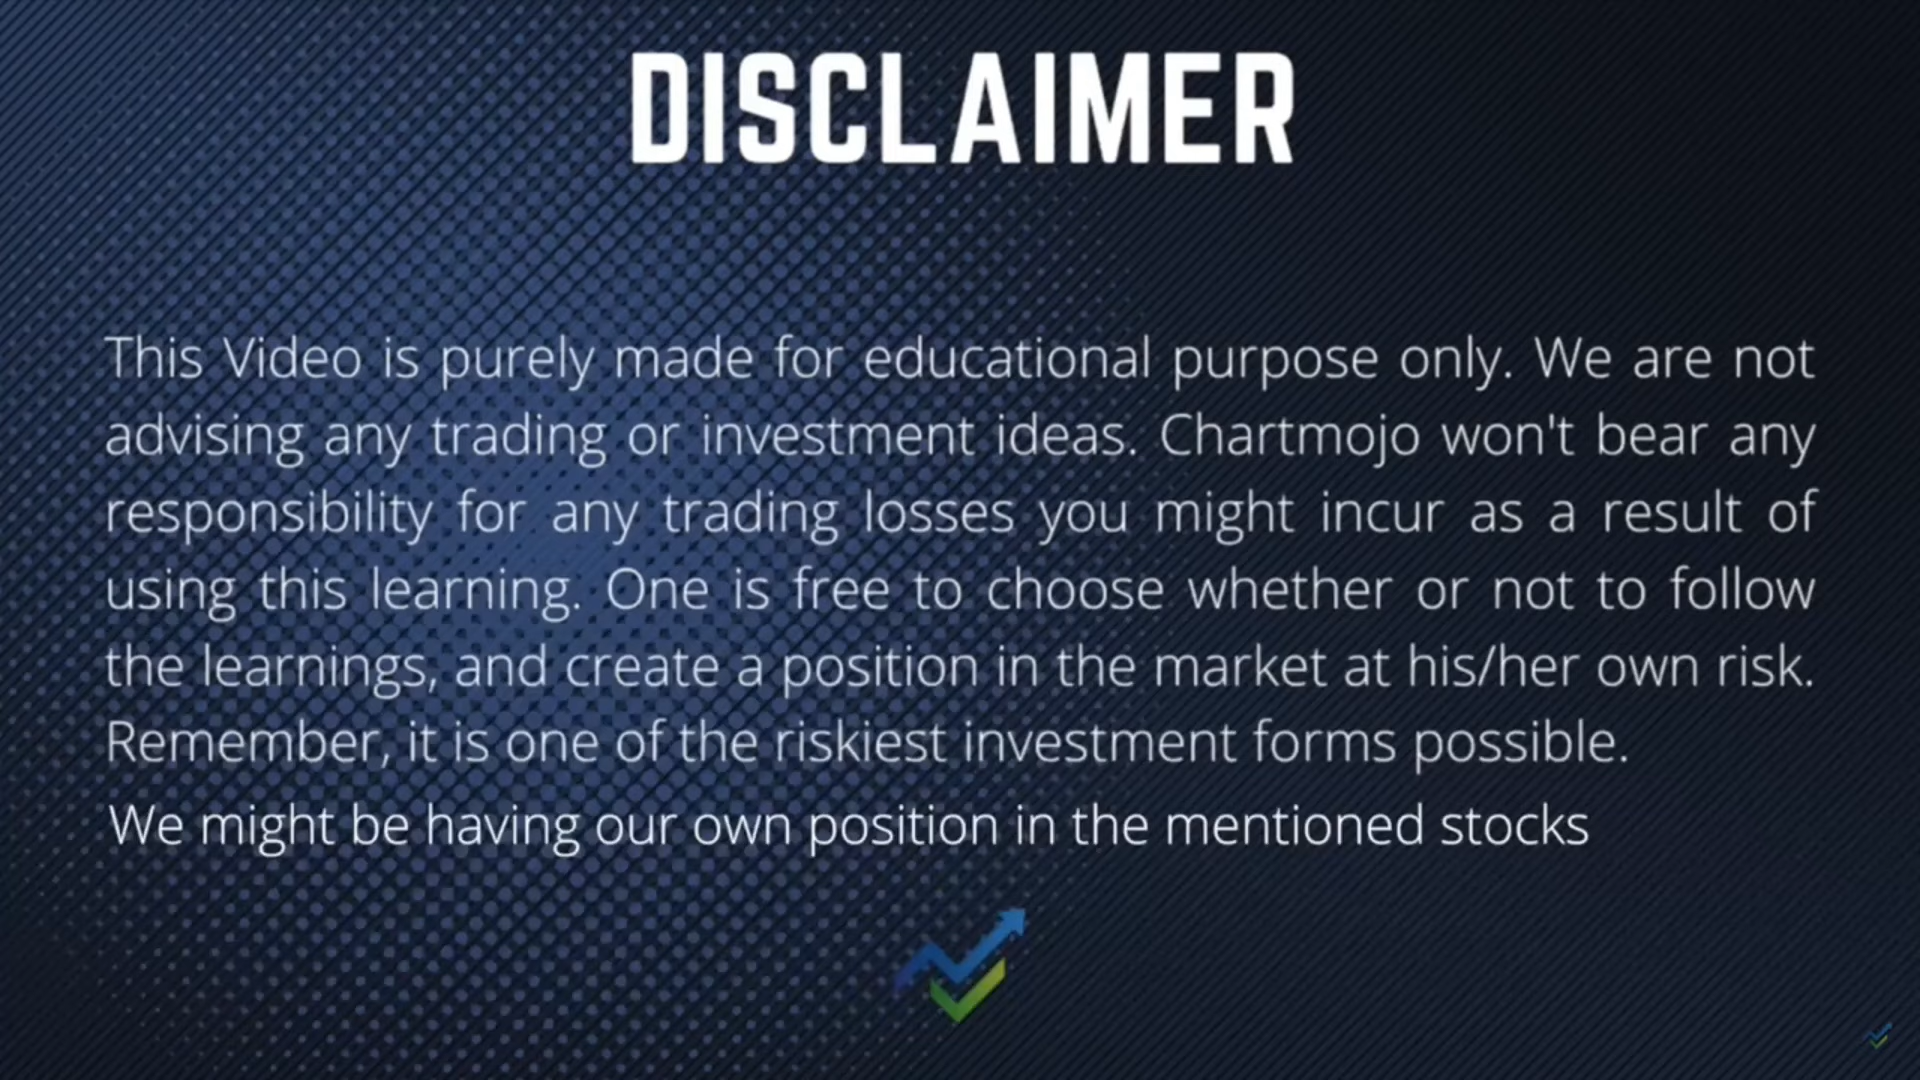 DISCLAIMER
This Video is purely made for educational purpose only. We are not
advising any trading or investment ideas. Chartmojo won't bear any
responsibility for any trading losses you might incur as a result of
using this learning. One is free to choose whether or not to follow
the learnings, and create a position in the market at his/her own risk.
Remember, it is one of the riskiest investment forms possible.
We might be having our own position in the mentioned stocks